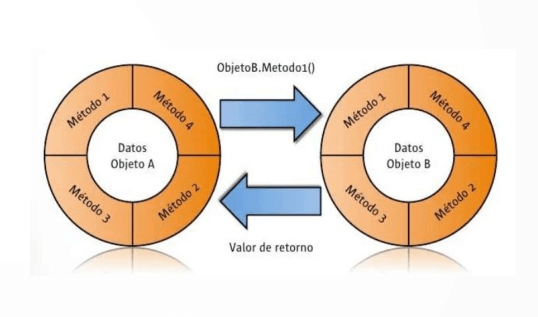 ObjetoB.Metodo1()
Método 1
Método 4
Datos
Objeto A
Método 3
Método 2
Método 1
Método 4
Datos
Objeto B
Método 3
Método 2
Valor de retorno